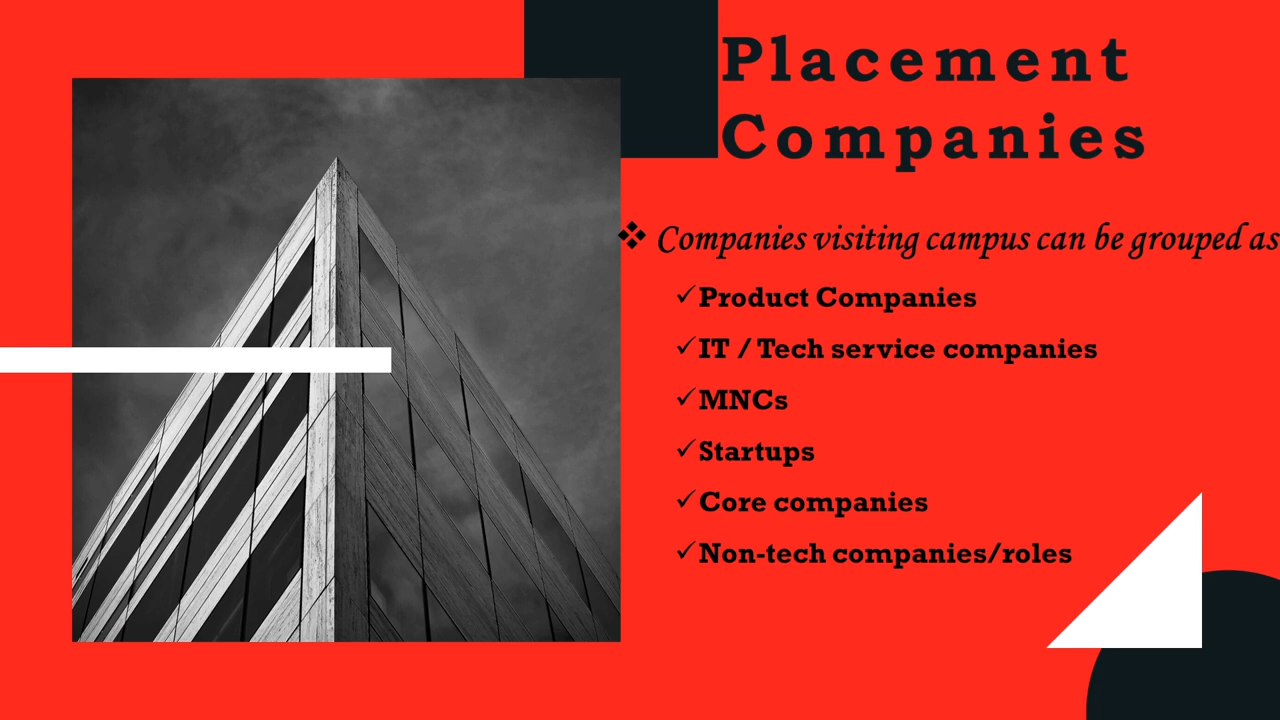 Placement
Companies
❖ Companies visiting campus can be grouped as
✓Product Companies
✓IT / Tech service companies
✓MNCs
✓Startups
✓Core companies
✓Non-tech companies/roles